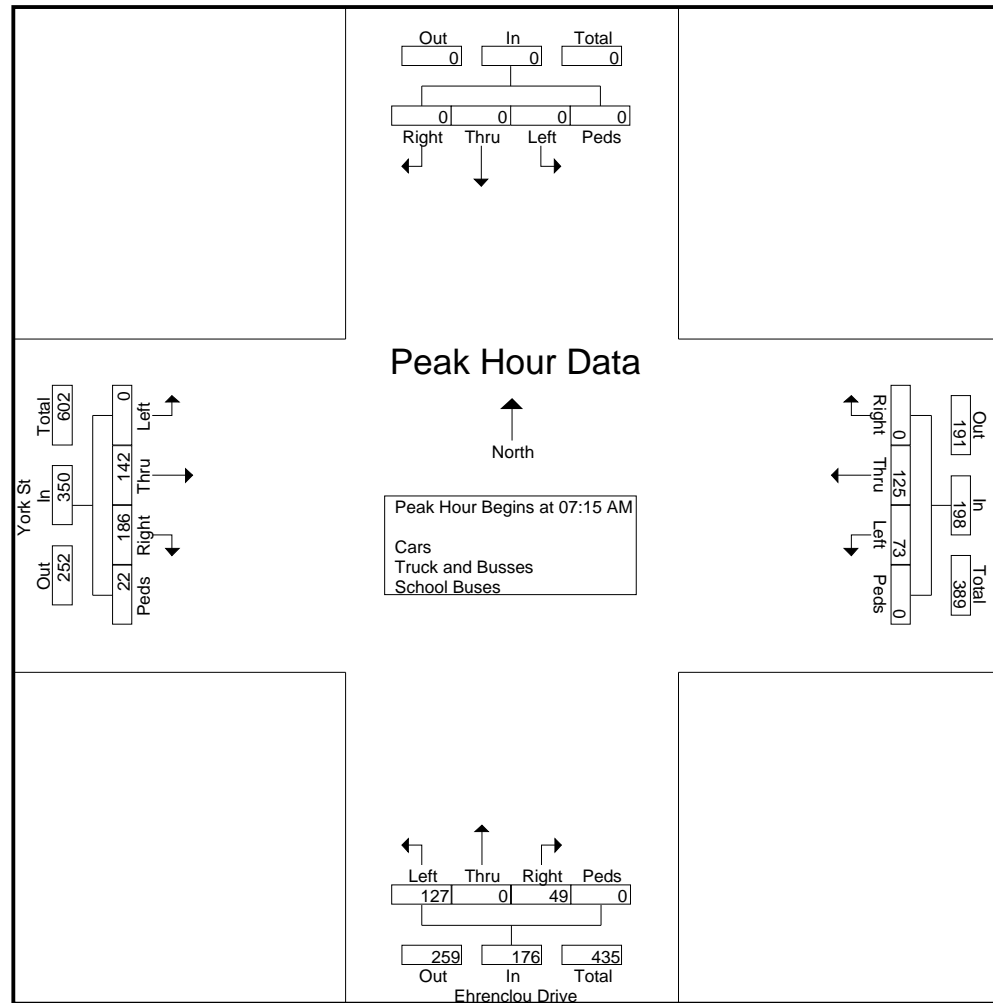 Out In Total
0 0 0
0 0 0 0
Right Thru Left Peds
Peak Hour Data
North
Peak Hour Begins at 07:15 AM
Cars
Truck and Busses
School Buses
York St
Total In Out
602 350 252
0 142 186 22
Left Thru Right Peds
Out In Total
191 198 389
0 125 73 0
Right Thru Left Peds
Left Thru Right Peds
127 0 49 0
259 176 435
Out In Total
Ehrenclou Drive